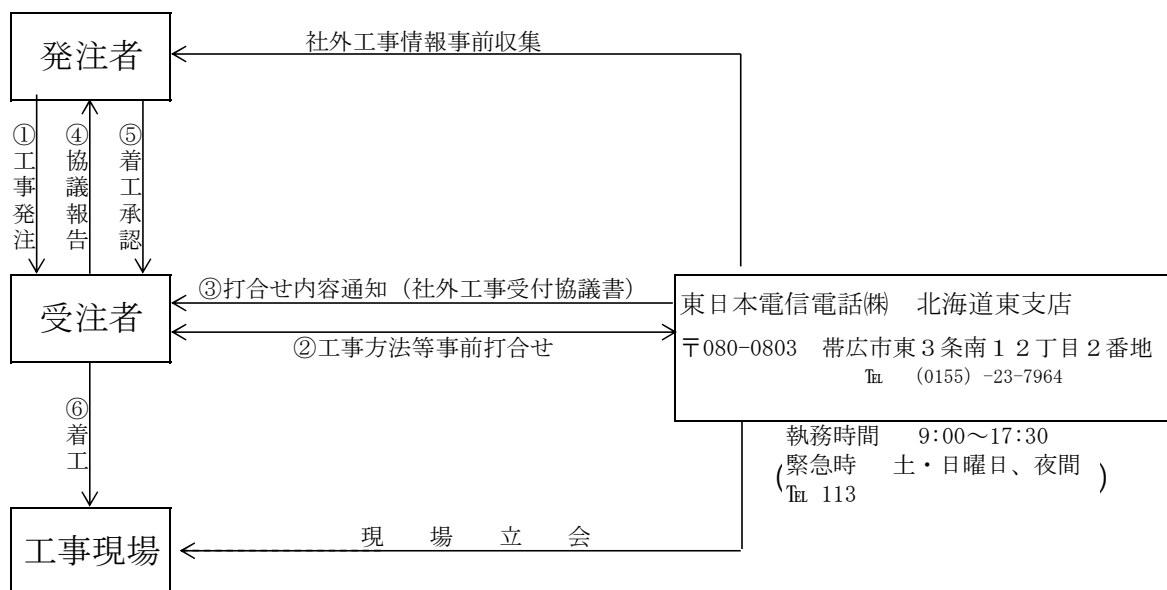 発注者
社外工事情報事前収集
①工事発注
④協議報告
⑤着工承認
受注者
③打合せ内容通知（社外工事受付協議書）
②工事方法等事前打合せ
東日本電信電話㈱　北海道東支店
〒080-0803　帯広市東３条南１２丁目２番地
℡　(0155) -23-7964
執務時間　9:00～17:30
(緊急時　土・日曜日、夜間)
℡ 113
⑥着工
工事現場
現　場　立　会